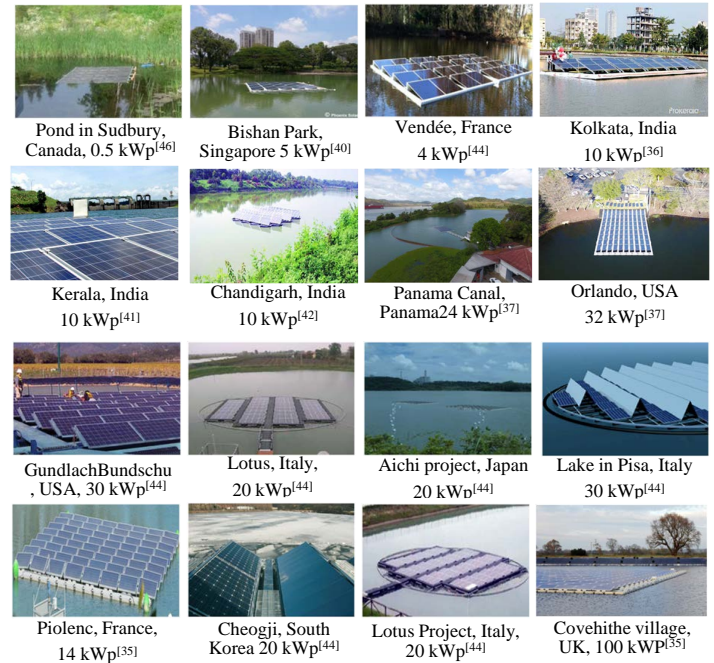 © Phoenix Solar
Prokerala
Pond in Sudbury,
Canada, 0.5 kWp[46]
Bishan Park,
Singapore 5 kWp[40]
Vendée, France
4 kWp[44]
Kolkata, India
10 kWp[36]
Kerala, India
10 kWp[41]
Chandigarh, India
10 kWp[42]
Panama Canal,
Panama24 kWp[37]
Orlando, USA
32 kWp[37]
GundlachBundschu
, USA, 30 kWp[44]
Lotus, Italy,
20 kWp[44]
Aichi project, Japan
20 kWp[44]
Lake in Pisa, Italy
30 kWp[44]
Piolenc, France,
14 kWp[35]
Cheogji, South
Korea 20 kWp[44]
Lotus Project, Italy,
20 kWp[44]
Covehithe village,
UK, 100 kWP[35]